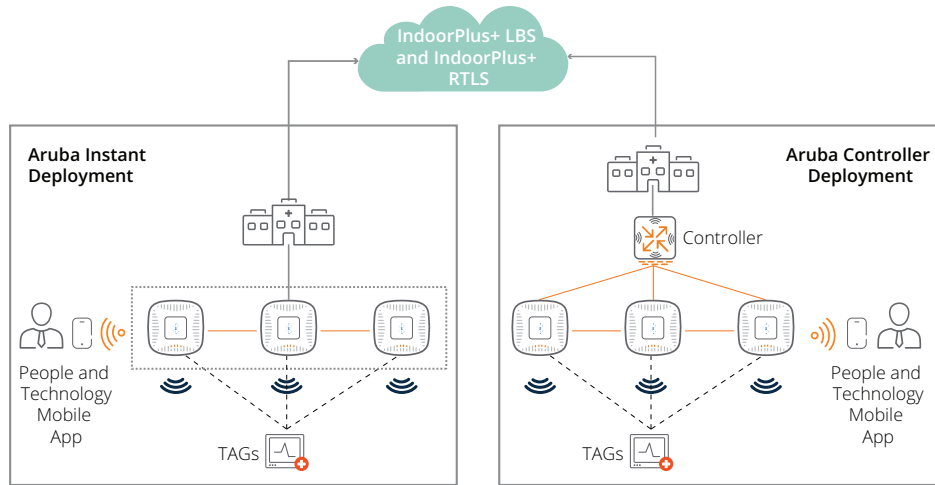 IndoorPlus+ LBS
and IndoorPlus+
RTLS
Aruba Instant
Deployment
People and
Technology
Mobile
App
TAGs
Aruba Controller
Deployment
Controller
People and
Technology
Mobile
App
TAGs